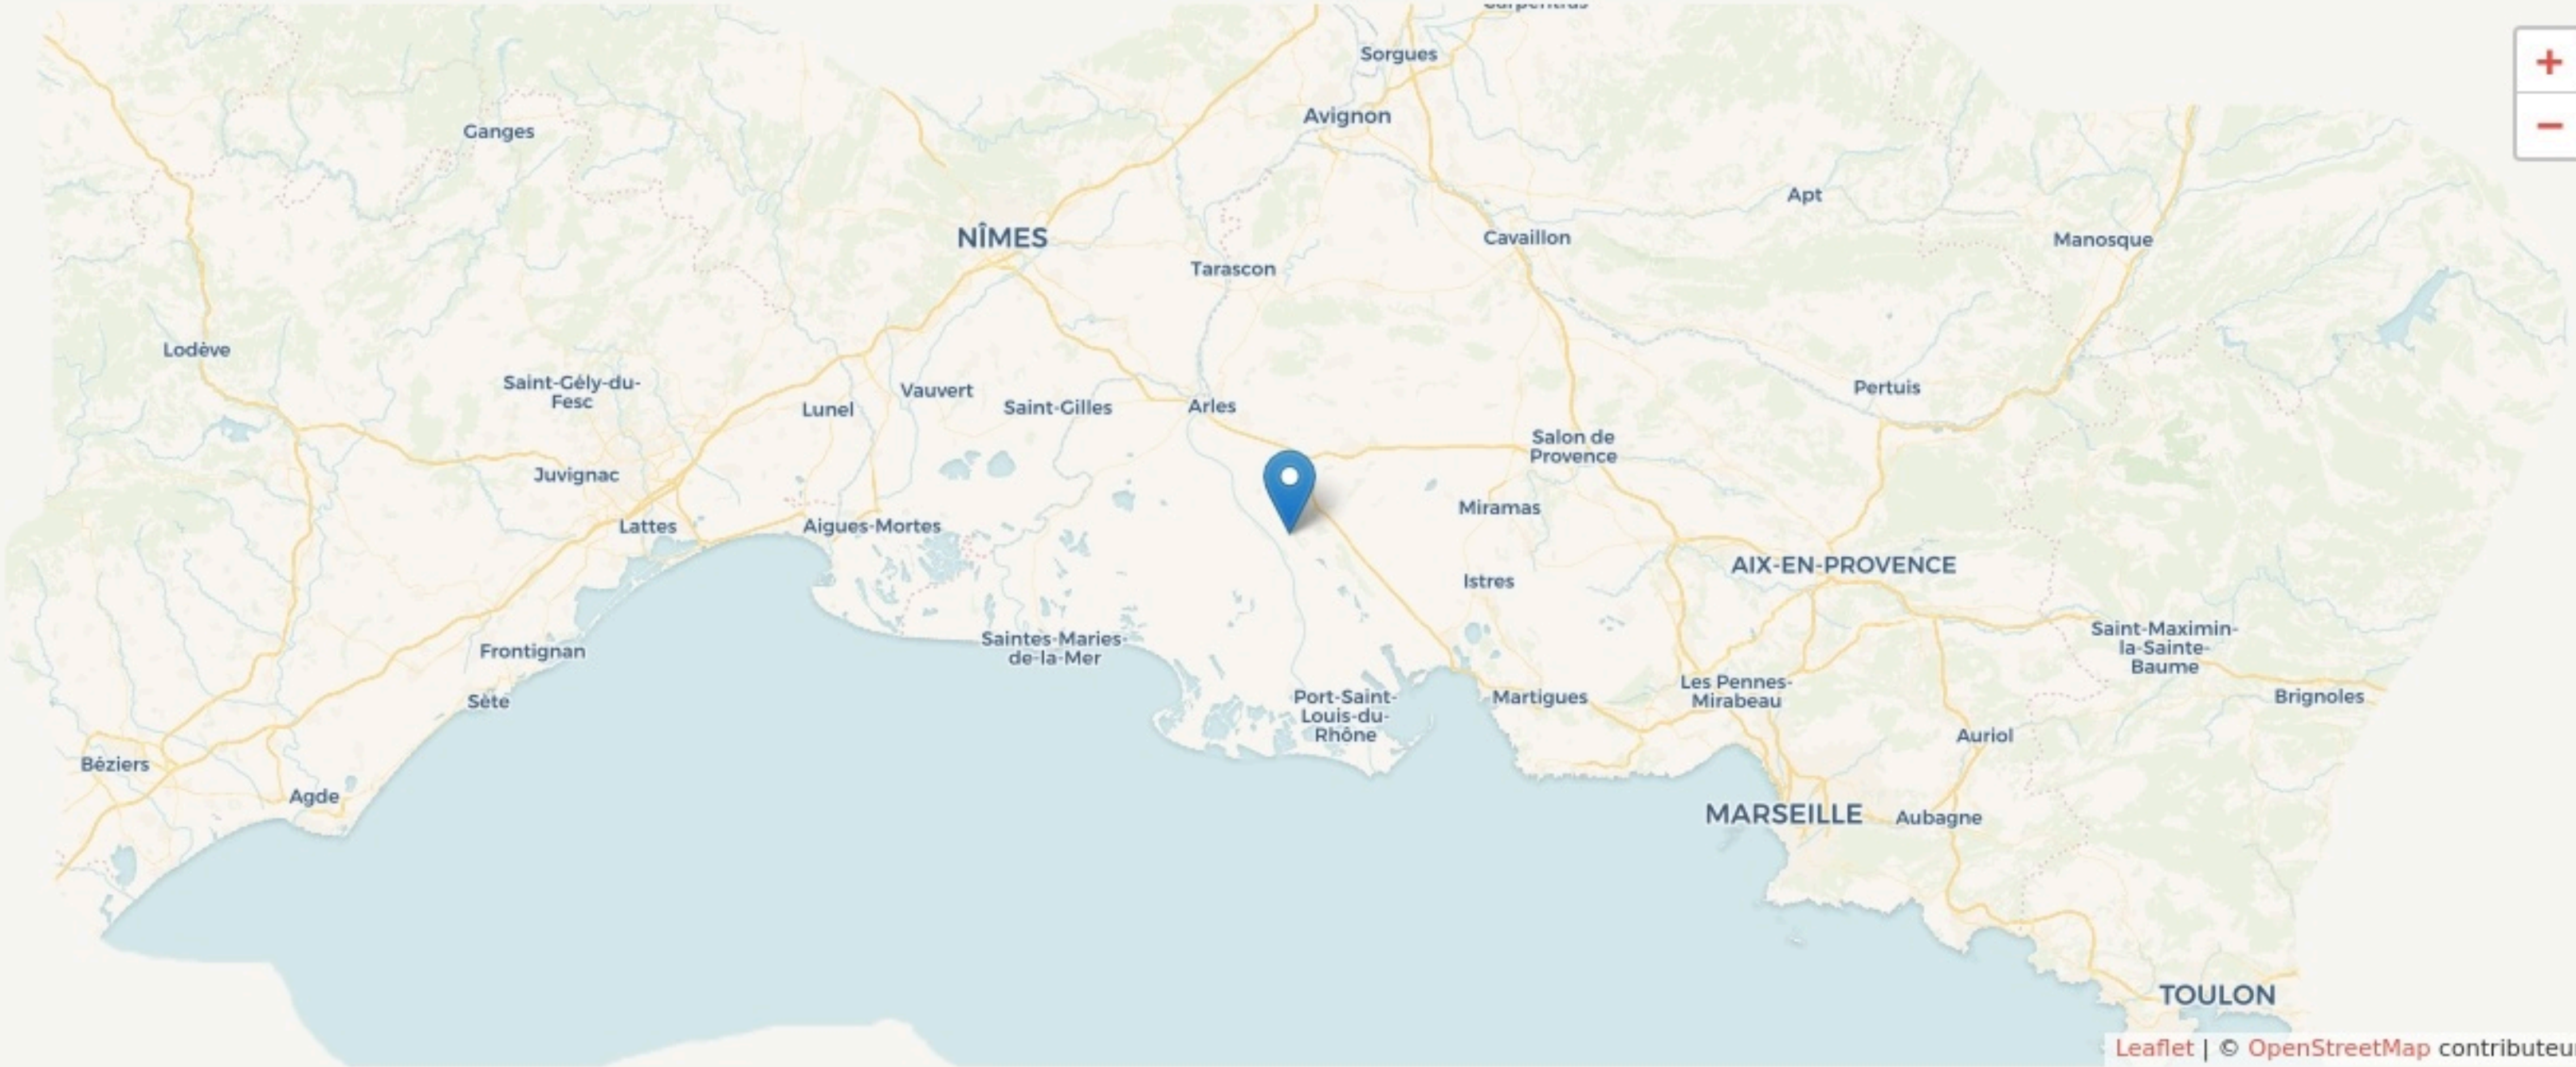 Carpentras
Sorgues
+
Avignon
−
Ganges
Apt
NÎMES
Cavaillon
Manosque
Tarascon
Lodève
Saint-Gély-du-
Fesc
Vauvert
Pertuis
Lunel
Saint-Gilles
Arles
Salon de
Provence
Juvignac
Miramas
Lattes
Aigues-Mortes
AIX-EN-PROVENCE
Istres
Saintes-Maries-
de-la-Mer
Saint-Maximin-
la-Sainte-
Baume
Frontignan
Sète
Port-Saint-
Louis-du-
Rhône
Martigues
Les Pennes-
Mirabeau
Brignoles
Auriol
Béziers
Agde
MARSEILLE
Aubagne
TOULON
Leaflet | © OpenStreetMap contributeu